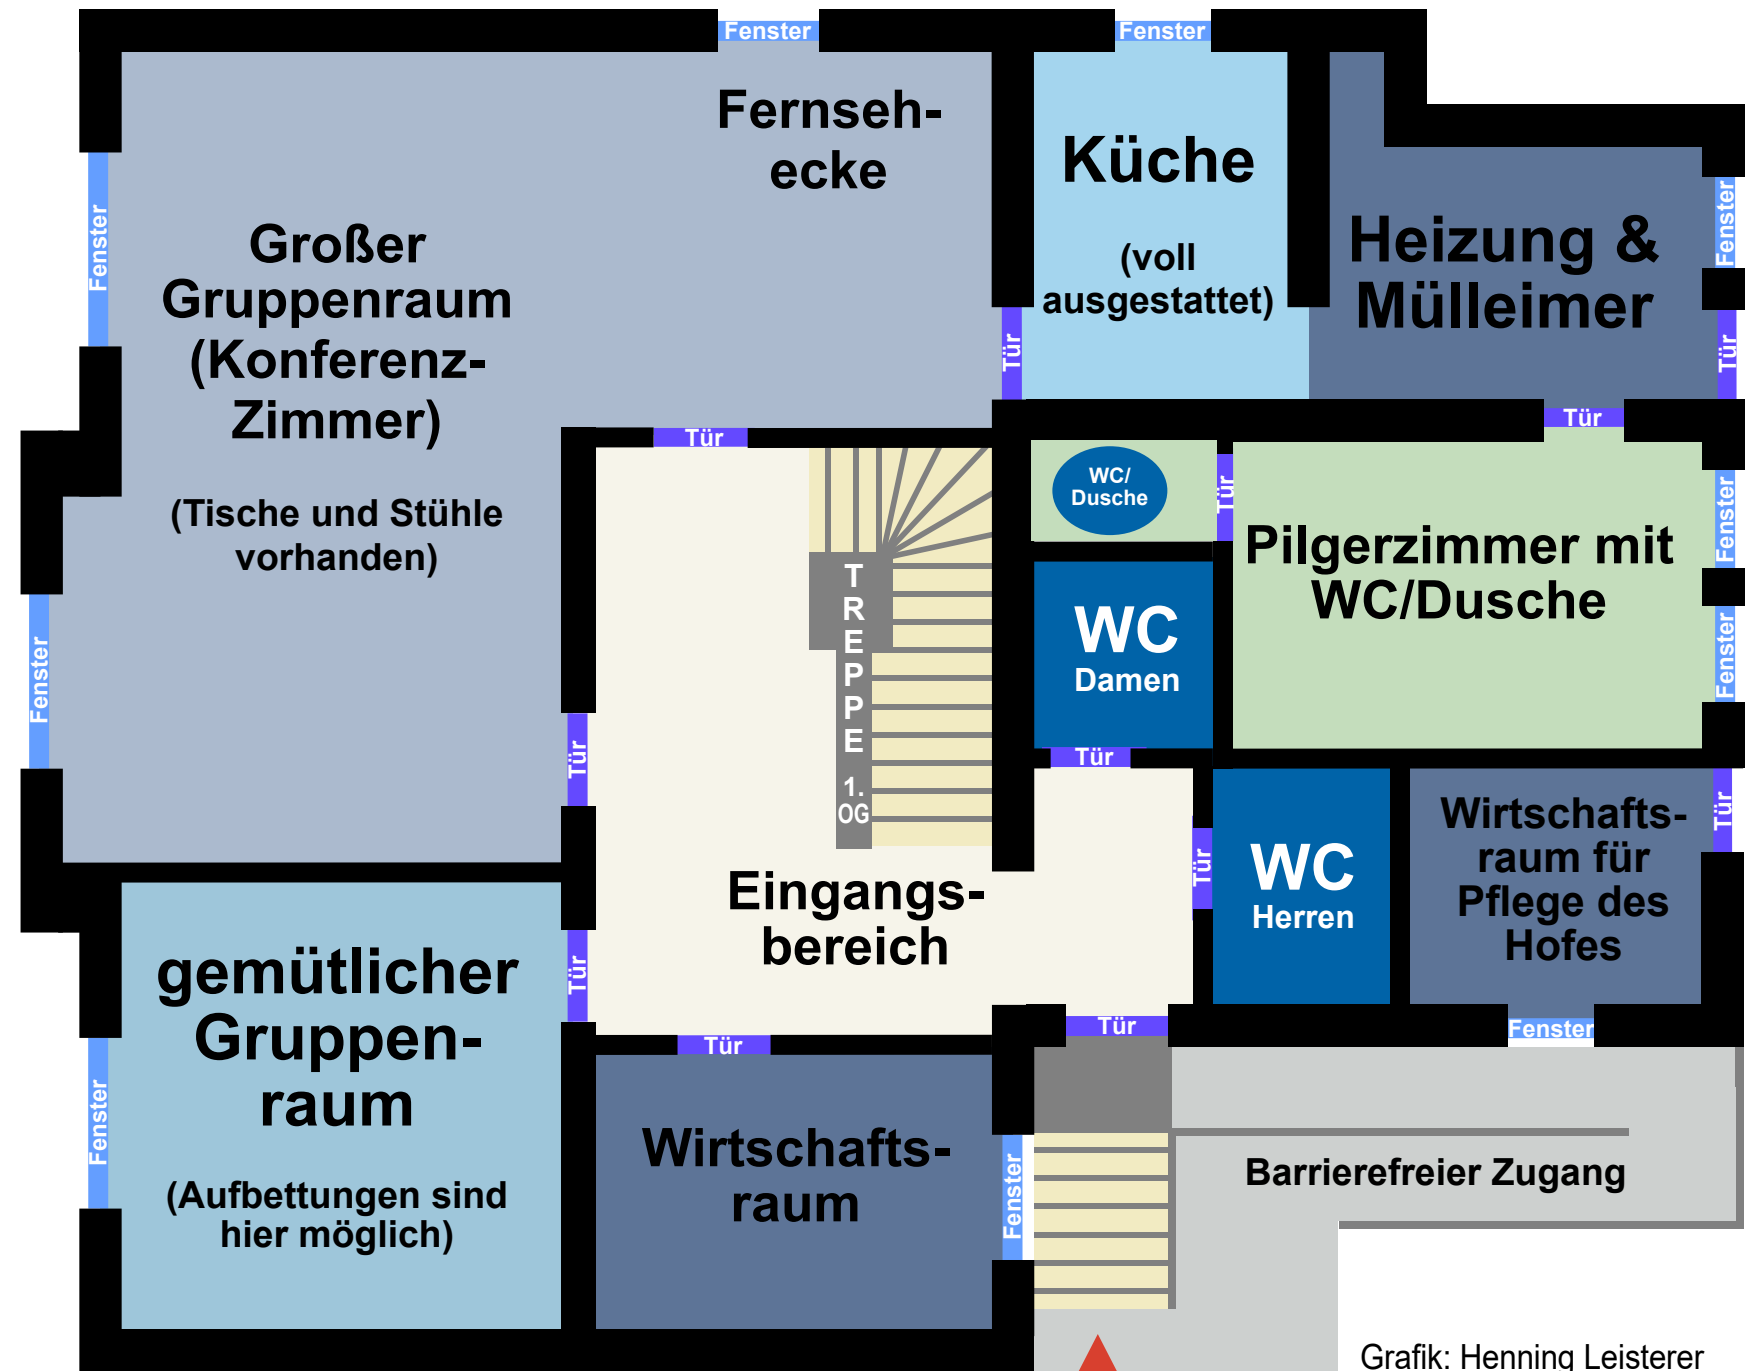 Fenster
Fenster
Fernseh-
ecke
Küche
(voll
ausgestattet)
Heizung &
Mülleimer
Fenster
Tür
Fenster
Großer
Gruppenraum
(Konferenz-
Zimmer)
(Tische und Stühle
vorhanden)
Fenster
Tür
Tür
Tür
WC/
Dusche
Tür
Pilgerzimmer mit
WC/Dusche
Fenster
Fenster
TREPPE
1.
OG
WC
Damen
Tür
Tür
Eingangs-
bereich
Tür
WC
Herren
Wirtschafts-
raum für
Pflege des
Hofes
Tür
Fenster
gemütlicher
Gruppen-
raum
(Aufbettungen sind
hier möglich)
Fenster
Tür
Tür
Tür
Wirtschafts-
raum
Fenster
Barrierefreier Zugang
Grafik: Henning Leisterer